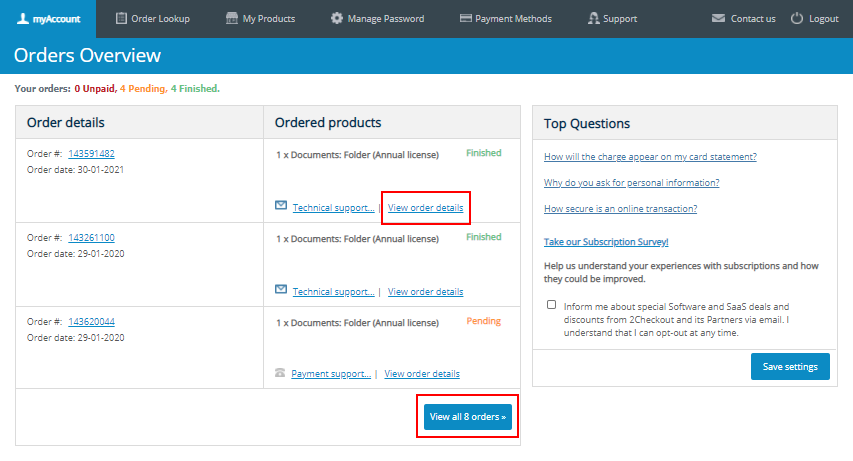 myAccount
Order Lookup
My Products
Manage Password
Payment Methods
Support
Contact us
Logout
Orders Overview
Your orders: 0 Unpaid, 4 Pending, 4 Finished.
Order details
Ordered products
Order #: 143591482
Order date: 30-01-2021
1 x Documents: Folder (Annual license)
Finished
Technical support... | View order details
Order #: 143261100
Order date: 29-01-2020
1 x Documents: Folder (Annual license)
Finished
Technical support... | View order details
Order #: 143620044
Order date: 29-01-2020
1 x Documents: Folder (Annual license)
Pending
Payment support... | View order details
View all 8 orders »
Top Questions
How will the charge appear on my card statement?
Why do you ask for personal information?
How secure is an online transaction?
Take our Subscription Survey!
Help us understand your experiences with subscriptions and how
they could be improved.
Inform me about special Software and SaaS deals and
discounts from 2Checkout and its Partners via email. I
understand that I can opt-out at any time.
Save settings